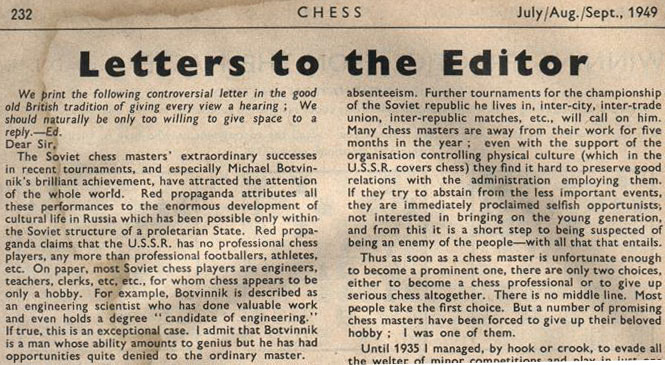 232
CHESS
July/Aug./Sept., 1949
Letters to the Editor
We print the following controversial letter in the good
old British tradition of giving every view a hearing ; We
should naturally be only too willing to give space to a
reply.—Ed.
Dear Sir,
The Soviet chess masters' extraordinary successes
in recent tournaments, and especially Michael Botvin-
nik's brilliant achievement, have attracted the attention
of the whole world. Red propaganda attributes all
these performances to the enormous development of
cultural life in Russia which has been possible only within
the Soviet structure of a proletarian State. Red propa-
ganda claims that the U.S.S.R. has no professional chess
players, any more than professional footballers, athletes,
etc. On paper, most Soviet chess players are engineers,
teachers, clerks, etc, etc., for whom chess appears to be
only a hobby. For example, Botvinnik is described as
an engineering scientist who has done valuable work
and even holds a degree " candidate of engineering."
If true, this is an exceptional case. I admit that Botvinnik
is a man whose ability amounts to genius but he has had
opportunities quite denied to the ordinary master.
absenteeism. Further tournaments for the championship
of the Soviet republic he lives in, inter-city, inter-trade
union, inter-republic matches, etc., will call on him.
Many chess masters are away from their work for five
months in the year ; even with the support of the
organisation controlling physical culture (which in the
U.S.S.R. covers chess) they find it hard to preserve good
relations with the administration employing them.
If they try to abstain from the less important events,
they are immediately proclaimed selfish opportunists,
not interested in bringing on the young generation,
and from this it is a short step to being suspected of
being an enemy of the people—with all that that entails.
Thus as soon as a chess master is unfortunate enough
to become a prominent one, there are only two choices,
either to become a chess professional or to give up
serious chess altogether. There is no middle line. Most
people take the first choice. But a number of promising
chess masters have been forced to give up their beloved
hobby ; I was one of them.
Until 1935 I managed, by hook or crook, to evade all
the welter of minor competitions and play in just